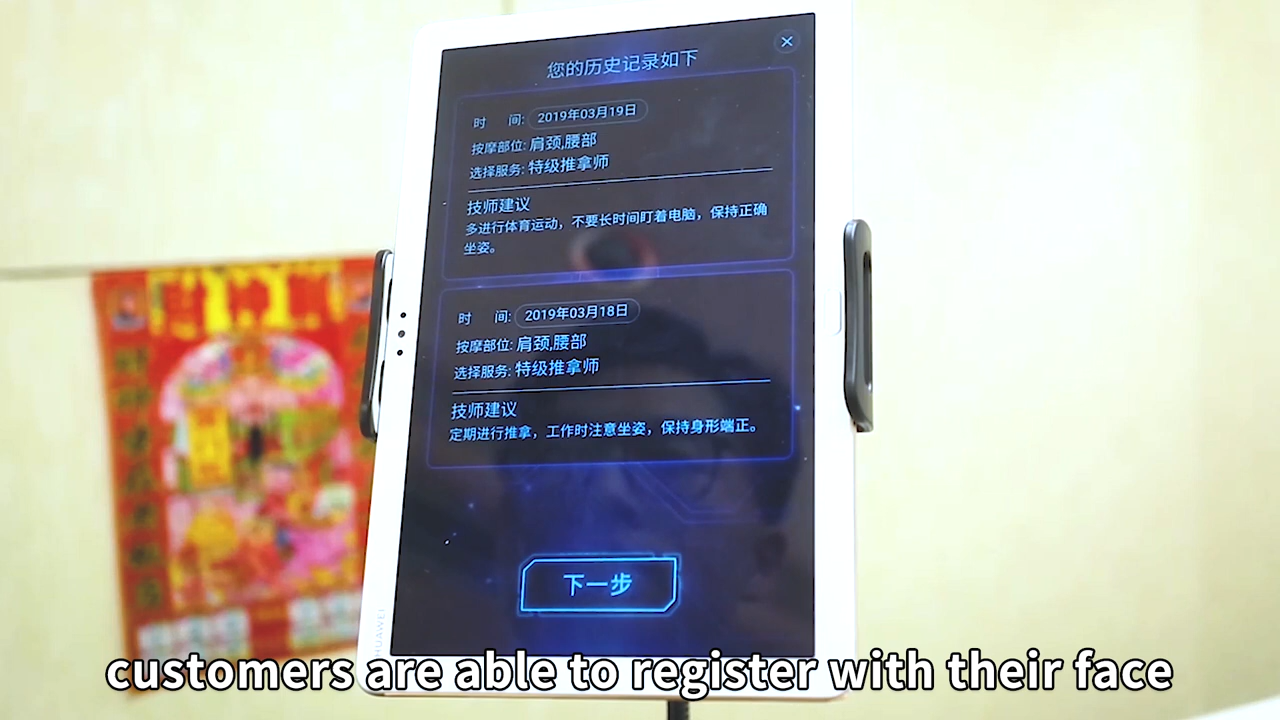 您的历史记录如下
时 间: 2019年03月19日
按摩部位: 肩颈,腰部
选择服务: 特级推拿师
技师建议
多进行体育运动，不要长时间盯着电脑，保持正确
坐姿。
时 间: 2019年03月18日
按摩部位: 肩颈,腰部
选择服务: 特级推拿师
技师建议
定期进行推拿，工作时注意坐姿，保持身形端正。
下一步
HUAWEI
customers are able to register with their face